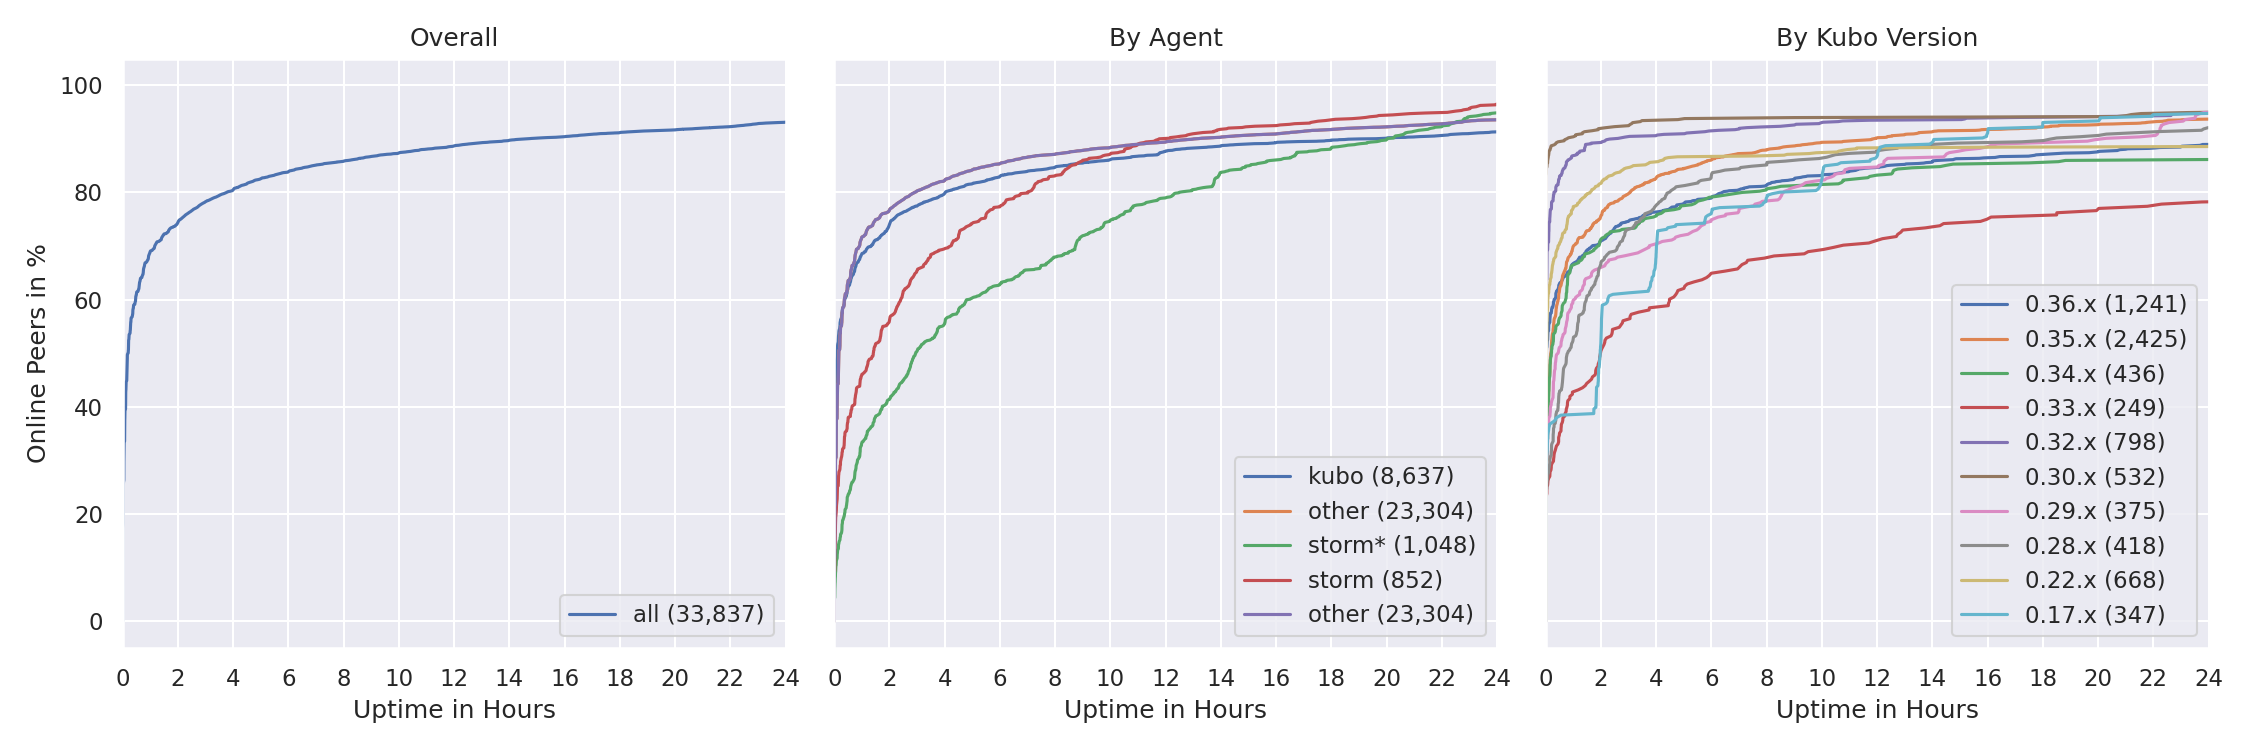 Overall
By Agent
By Kubo Version
Online Peers in %
100
80
60
40
20
0
all (33,837)
0 2 4 6 8 10 12 14 16 18 20 22 24
Uptime in Hours
kubo (8,637)
other (23,304)
storm* (1,048)
storm (852)
other (23,304)
0 2 4 6 8 10 12 14 16 18 20 22 24
Uptime in Hours
0.36.x (1,241)
0.35.x (2,425)
0.34.x (436)
0.33.x (249)
0.32.x (798)
0.30.x (532)
0.29.x (375)
0.28.x (418)
0.22.x (668)
0.17.x (347)
0 2 4 6 8 10 12 14 16 18 20 22 24
Uptime in Hours